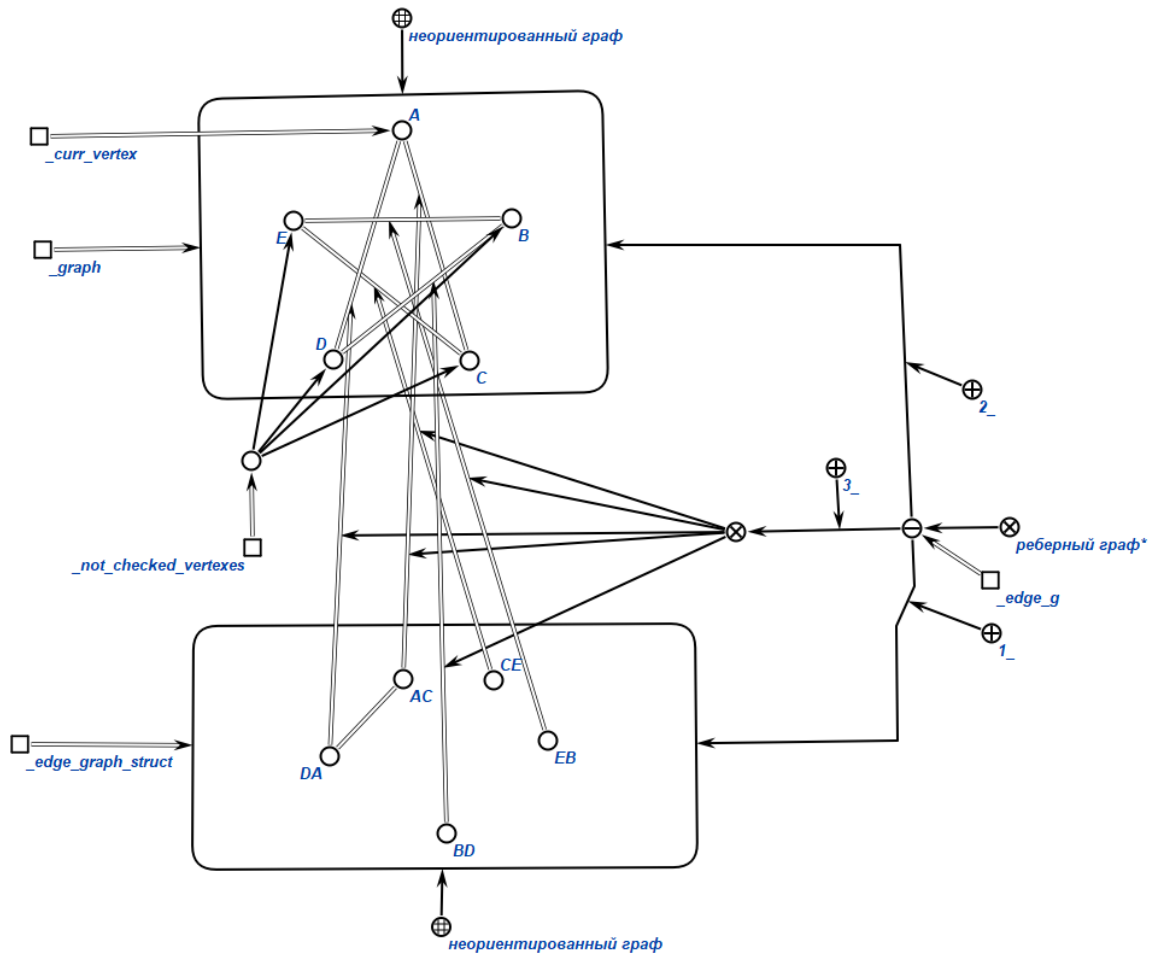 неориентированный граф
A
_curr_vertex
E
B
_graph
D
C
2_
3_
_not_checked_vertexes
реберный граф*
_edge_g
1_
CE
AC
_edge_graph_struct
DA
EB
BD
неориентированный граф